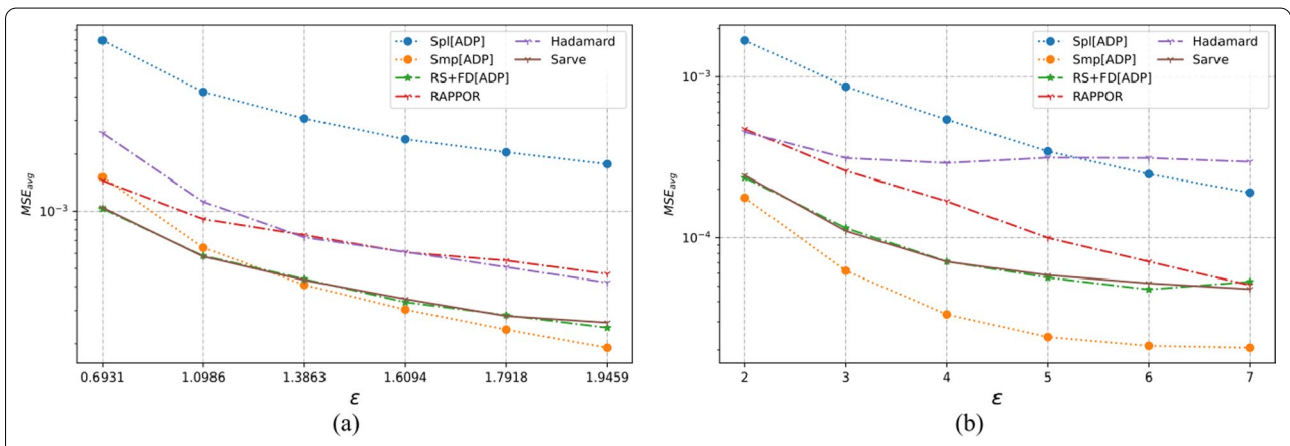 Spl[ADP]
Smp[ADP]
RS+FD[ADP]
RAPPOR
Hadamard
Sarve
MSE_avg
10^-3
0.6931 1.0986 1.3863 1.6094 1.7918 1.9459
ε
(a)
Spl[ADP]
Smp[ADP]
RS+FD[ADP]
RAPPOR
Hadamard
Sarve
MSE_avg
10^-3
10^-4
2 3 4 5 6 7
ε
(b)